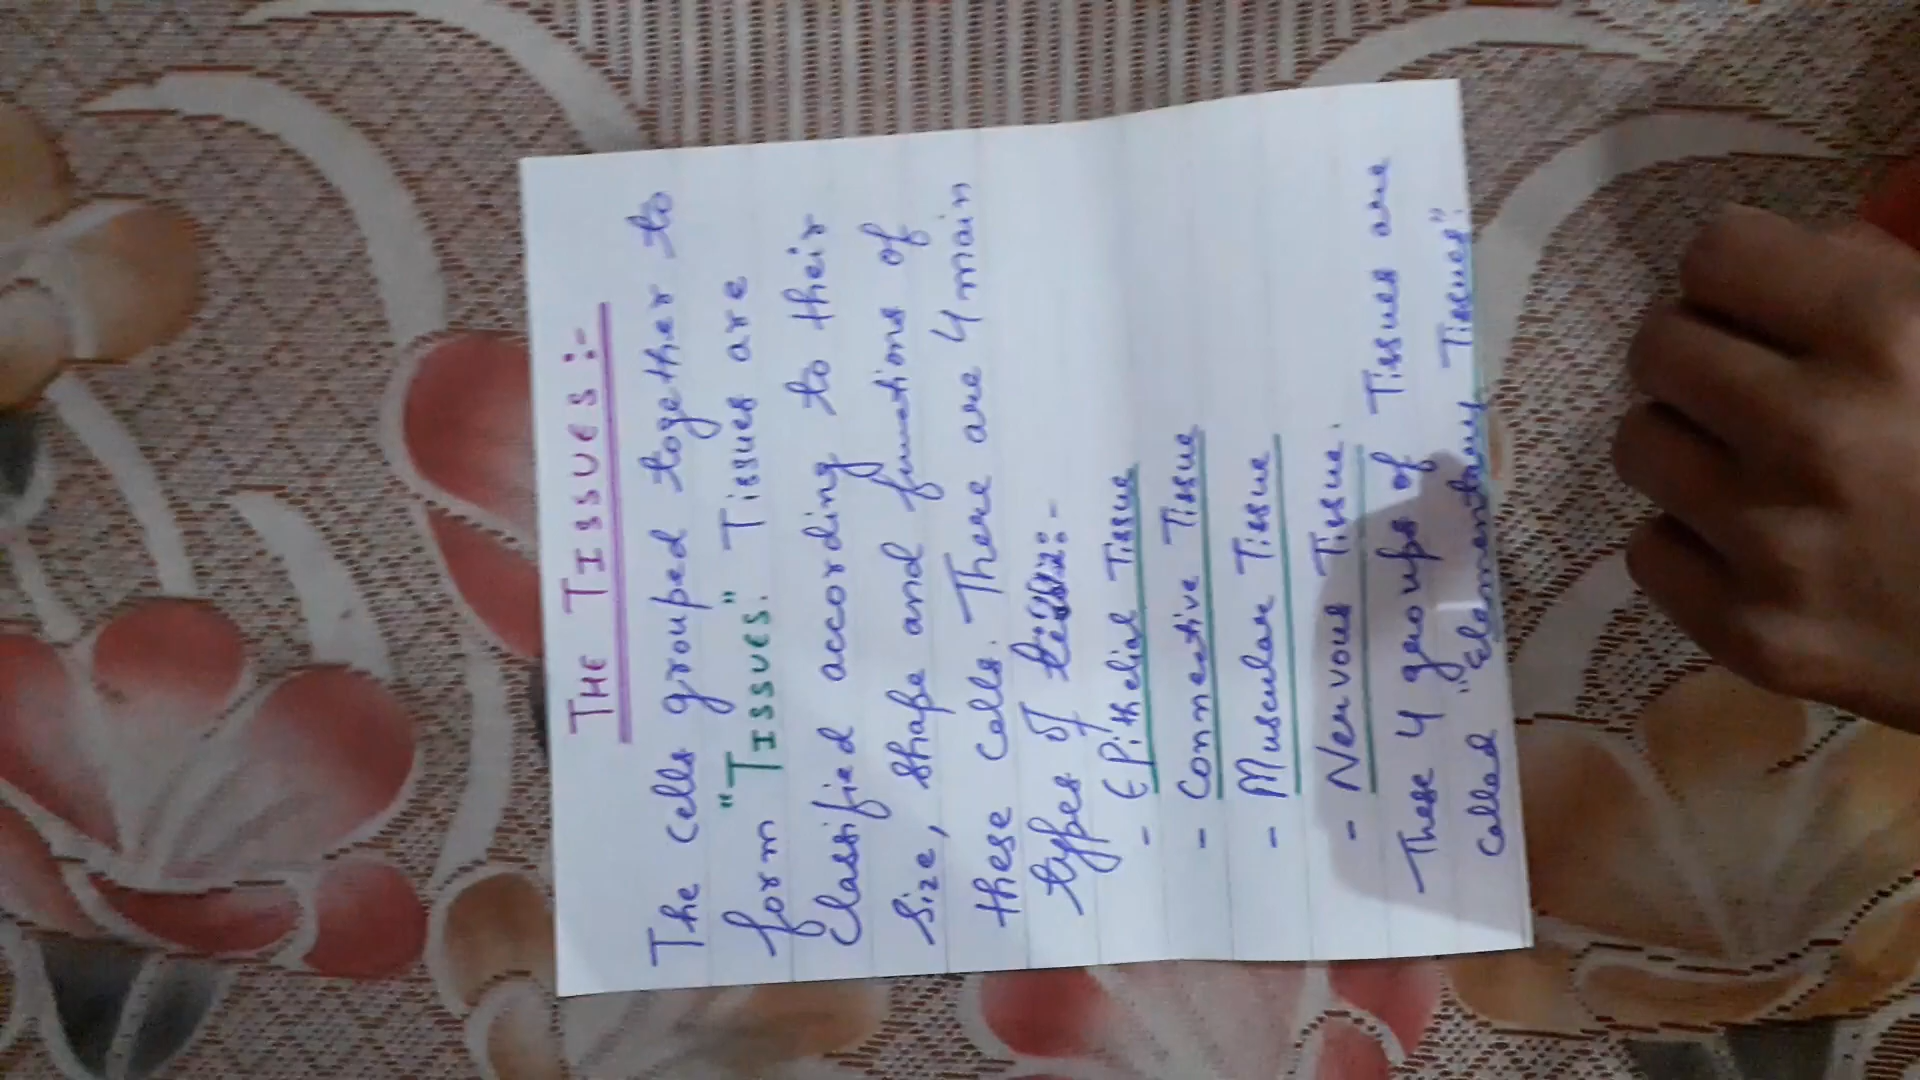 THE TISSUES:-
The cells grouped together to
form "TISSUES." Tissues are
Classified according to their
Size, shape and functions of
these cells. There are 4 main
types of :-
- EPithelial Tissue
- Connective Tissue
- Muscular Tissue
- Nervous Tissue.
These 4 groups of Tissues are
Called "Elementary Tissues".